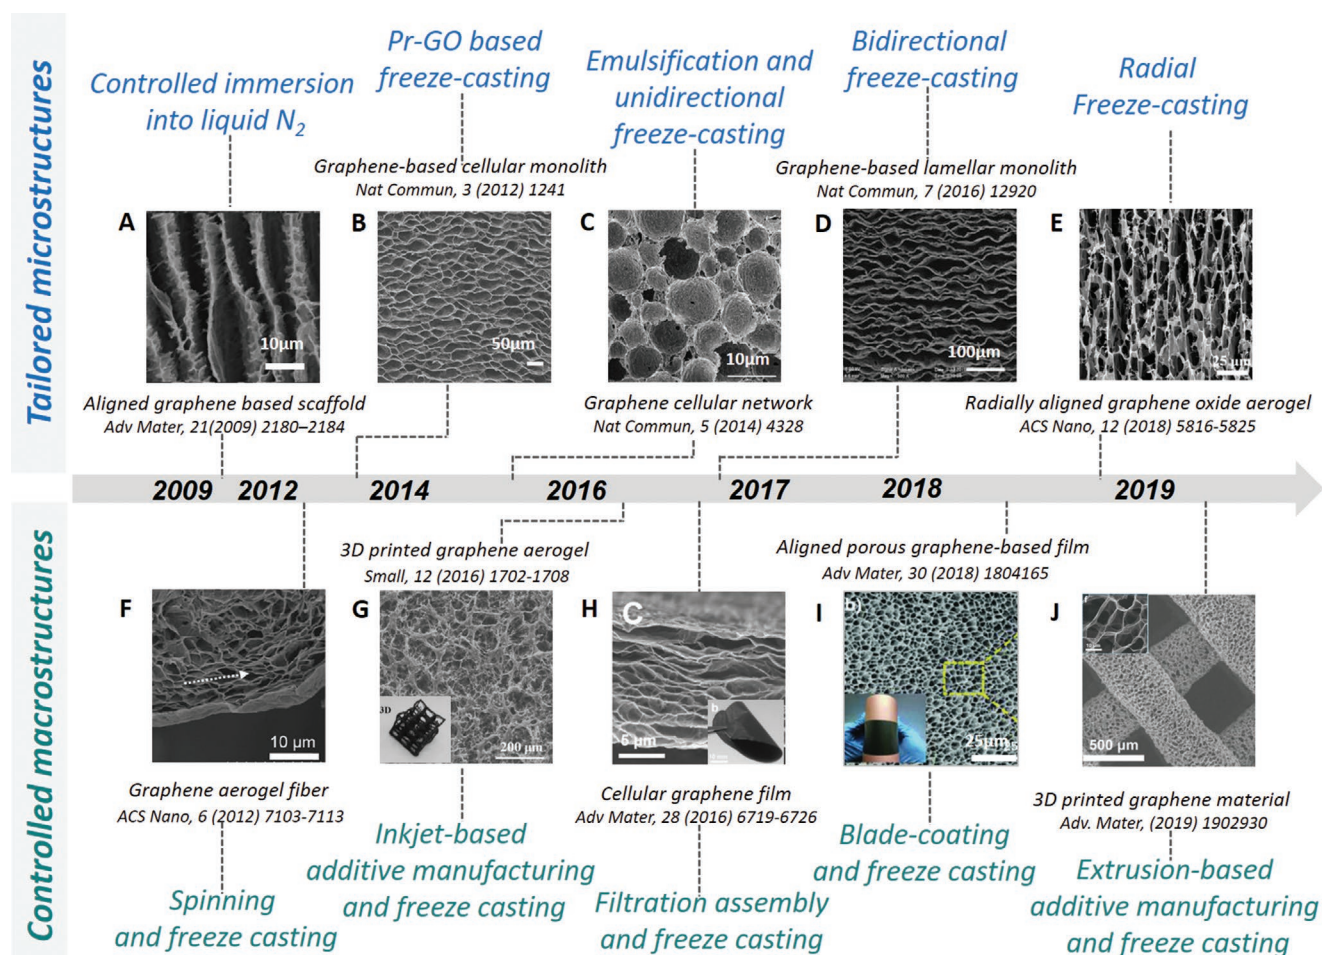 Tailored microstructures
Controlled immersion
into liquid N2
Pr-GO based
freeze-casting
Emulsification and
unidirectional
freeze-casting
Bidirectional
freeze-casting
Radial
Freeze-casting
Graphene-based cellular monolith
Nat Commun, 3 (2012) 1241
Graphene-based lamellar monolith
Nat Commun, 7 (2016) 12920
A
10μm
B
50μm
C
10μm
D
100μm
E
25 μm
Aligned graphene based scaffold
Adv Mater, 21(2009) 2180–2184
Graphene cellular network
Nat Commun, 5 (2014) 4328
Radially aligned graphene oxide aerogel
ACS Nano, 12 (2018) 5816-5825
2009 2012 2014 2016 2017 2018 2019
Controlled macrostructures
3D printed graphene aerogel
Small, 12 (2016) 1702-1708
Aligned porous graphene-based film
Adv Mater, 30 (2018) 1804165
F
10 μm
G
3D
200 μm
H
C
b
5 μm
I
b)
25μm
J
500 μm
Graphene aerogel fiber
ACS Nano, 6 (2012) 7103-7113
Cellular graphene film
Adv Mater, 28 (2016) 6719-6726
3D printed graphene material
Adv. Mater, (2019) 1902930
Spinning
and freeze casting
Inkjet-based
additive manufacturing
and freeze casting
Filtration assembly
and freeze casting
Blade-coating
and freeze casting
Extrusion-based
additive manufacturing
and freeze casting